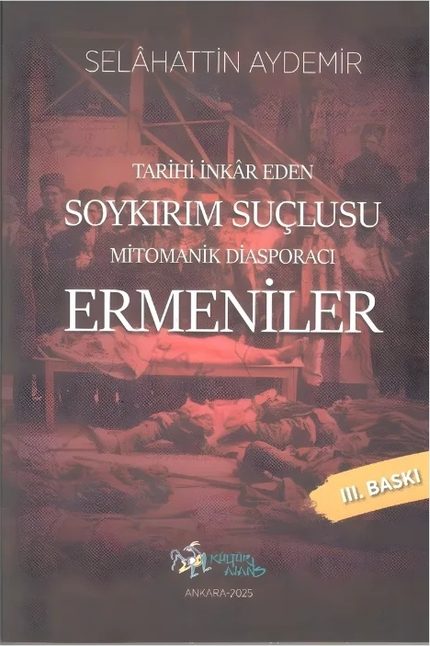 SELÂHATTİN AYDEMİR
TARİHİ İNKÂR EDEN
SOYKIRIM SUÇLUSU
MİTOMANİK DİASPORACI
ERMENİLER
III. BASKI
KÜLTÜR
AJANS
ANKARA-2025